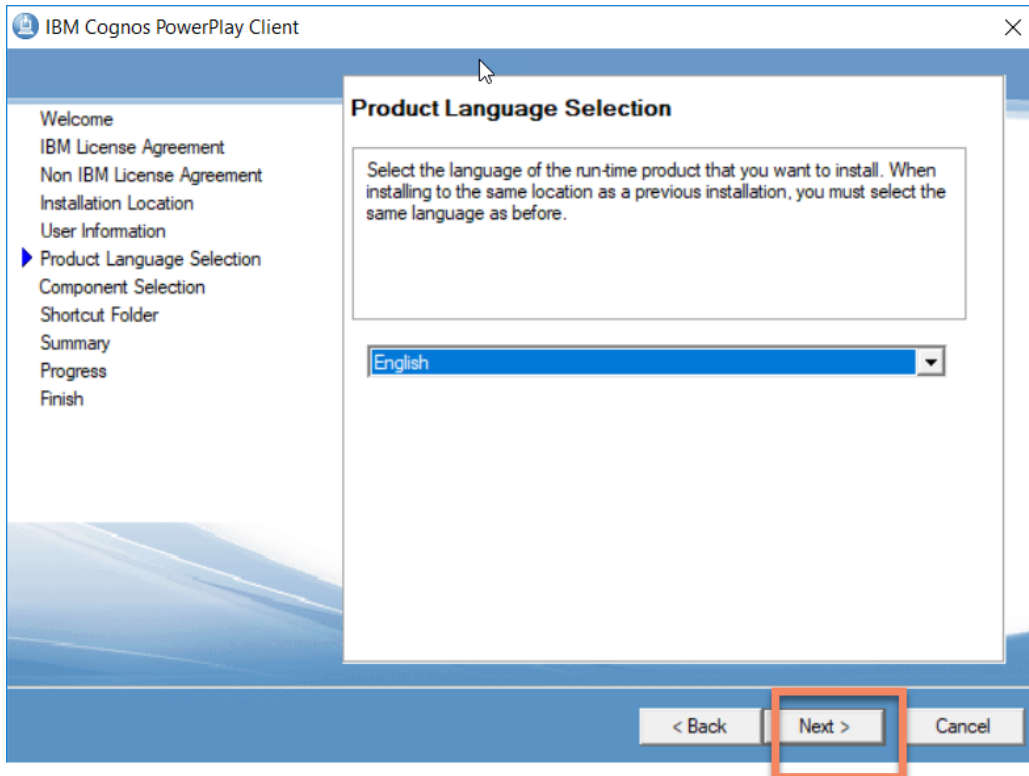 IBM Cognos PowerPlay Client
Welcome
IBM License Agreement
Non IBM License Agreement
Installation Location
User Information
Product Language Selection
Component Selection
Shortcut Folder
Summary
Progress
Finish
Product Language Selection
Select the language of the run-time product that you want to install. When
installing to the same location as a previous installation, you must select the
same language as before.
English
< Back
Next >
Cancel